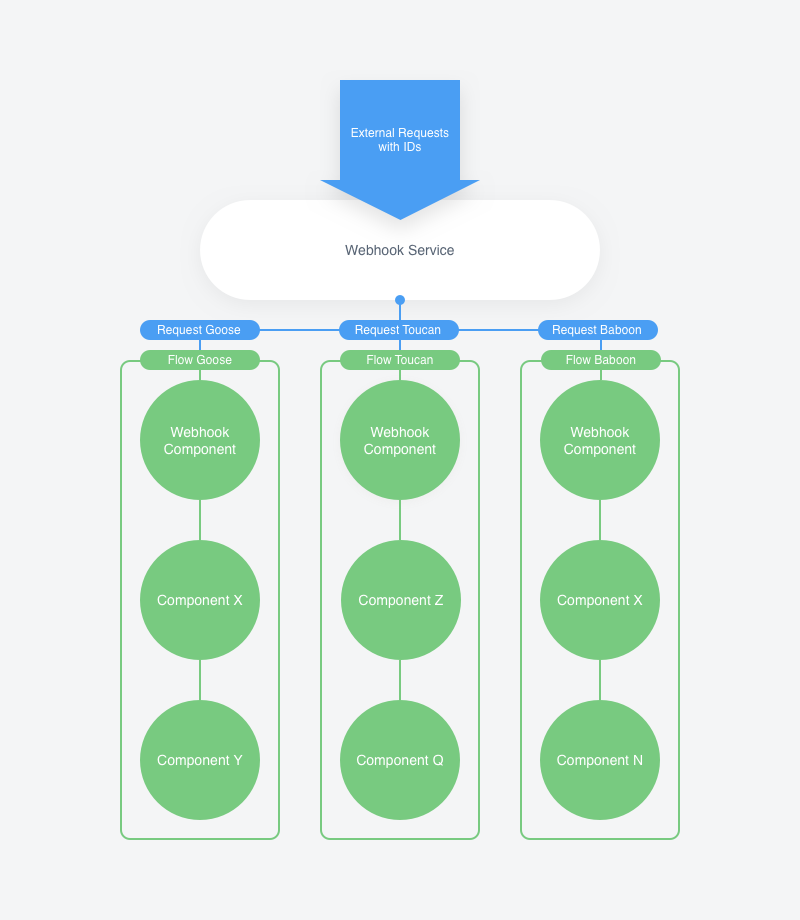 External Requests
with IDs
Webhook Service
Request Goose
Request Toucan
Request Baboon
Flow Goose
Flow Toucan
Flow Baboon
Webhook
Component
Webhook
Component
Webhook
Component
Component X
Component Z
Component X
Component Y
Component Q
Component N